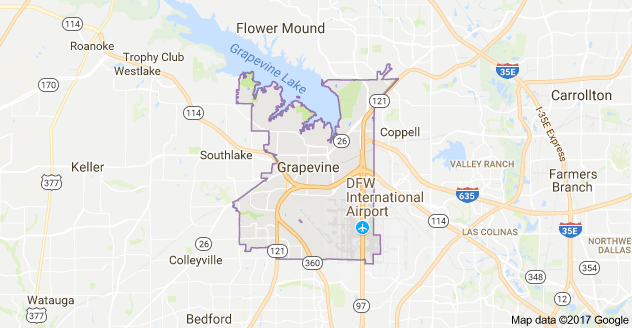 Flower Mound
114
Roanoke
Trophy Club
Westlake
Grapevine Lake
35E
170
121
Carrollton
114
I-35E Express
26
Coppell
Southlake
Keller
Grapevine
VALLEY RANCH
Farmers
Branch
377
DFW
International
Airport
635
114
LAS COLINAS
35E
NORTHWE
DALLAS
26
121
Colleyville
360
348
354
Watauga
97
12
377
Bedford
Map data ©2017 Google